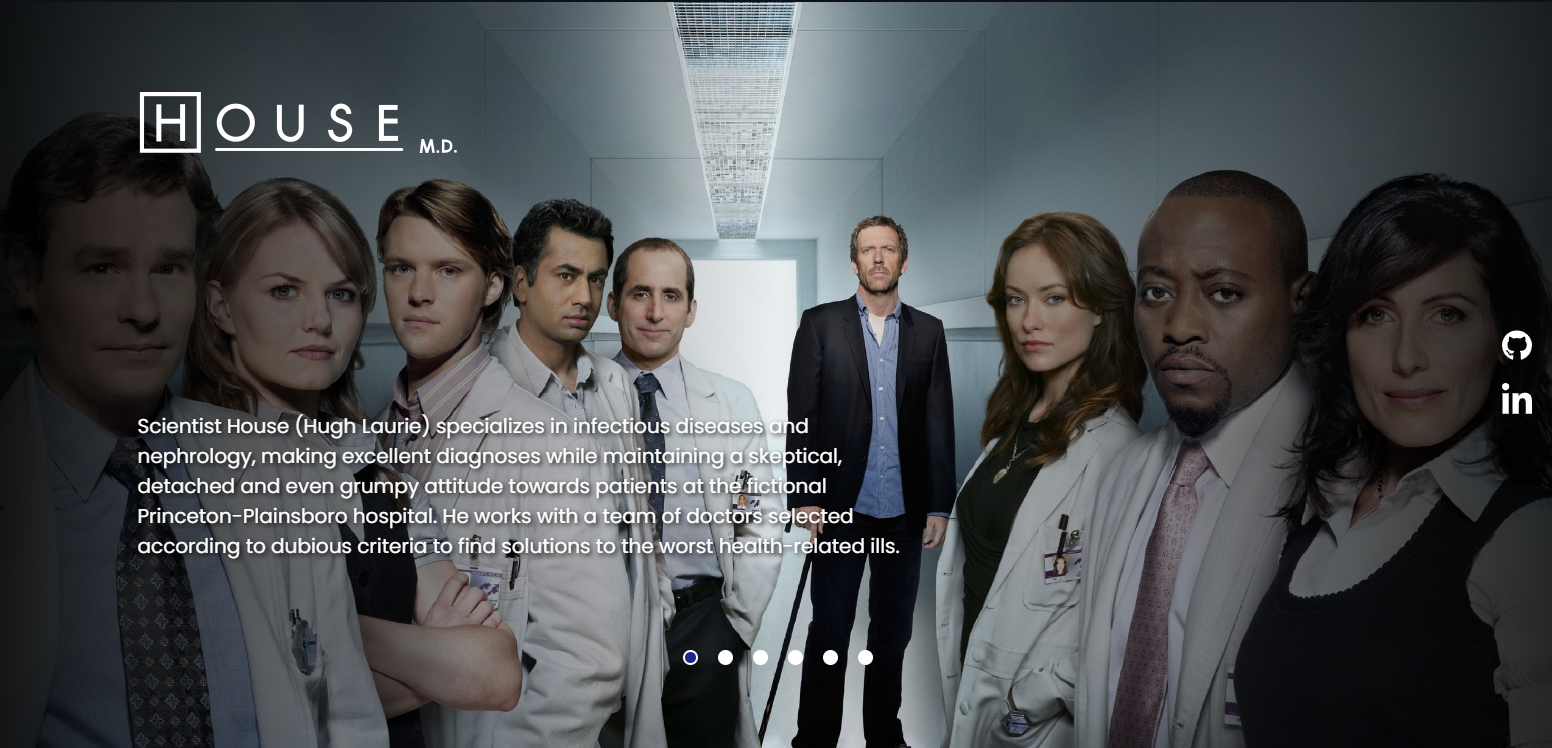 HOUSE M.D.
Scientist House (Hugh Laurie) specializes in infectious diseases and
nephrology, making excellent diagnoses while maintaining a skeptical,
detached and even grumpy attitude towards patients at the fictional
Princeton-Plainsboro hospital. He works with a team of doctors selected
according to dubious criteria to find solutions to the worst health-related ills.
in